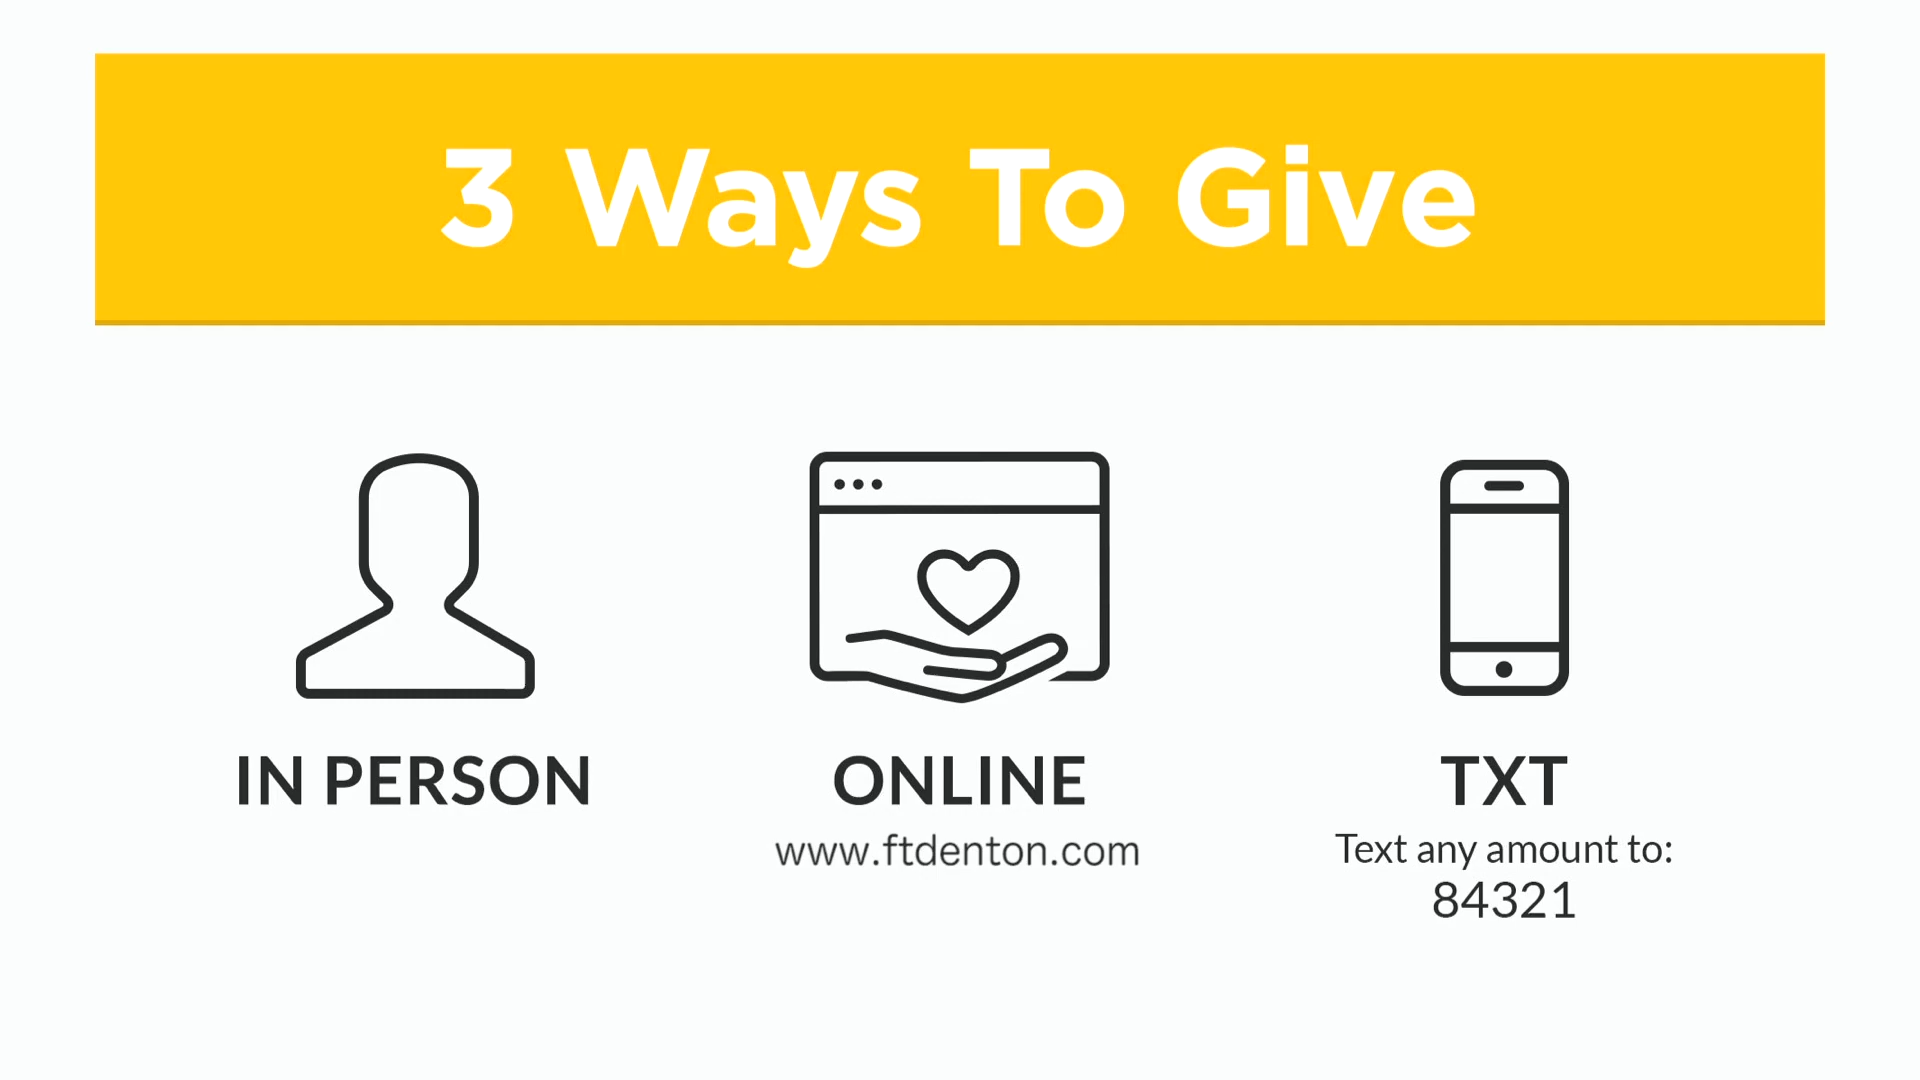 3 Ways To Give
IN PERSON
ONLINE
www.ftdenton.com
TXT
Text any amount to:
84321